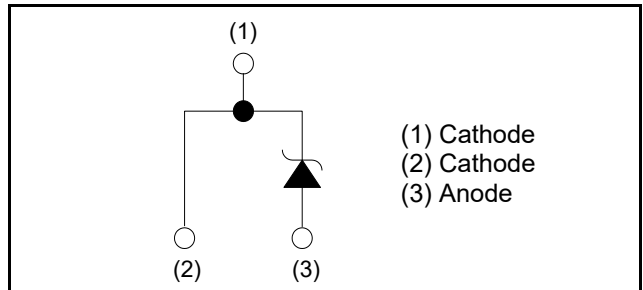 (1)
(1) Cathode
(2) Cathode
(3) Anode
(2)
(3)